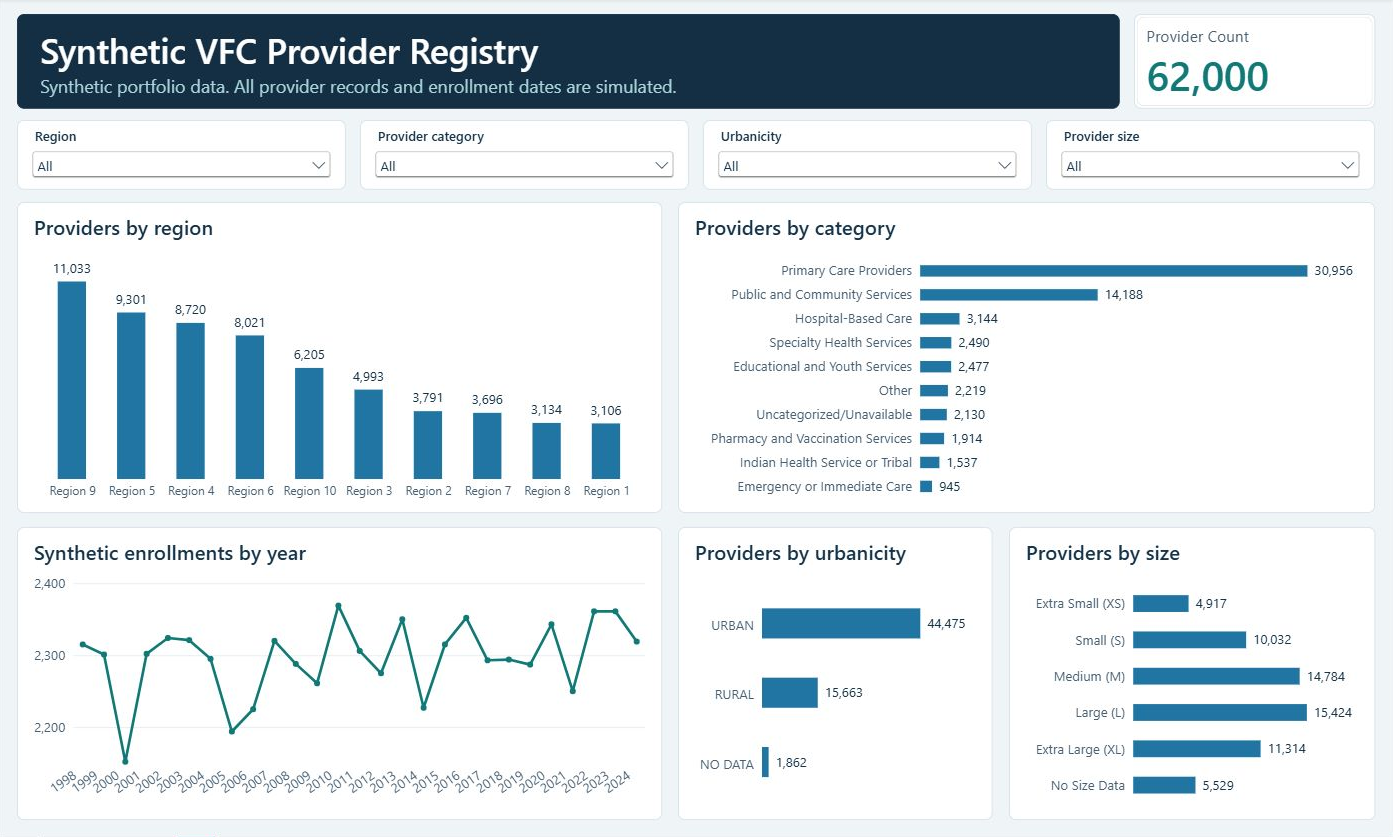 Synthetic VFC Provider Registry
Synthetic portfolio data. All provider records and enrollment dates are simulated.
Provider Count
62,000
Region
All
Provider category
All
Urbanicity
All
Provider size
All
Providers by region
11,033
9,301
8,720
8,021
6,205
4,993
3,791
3,696
3,134
3,106
Region 9
Region 5
Region 4
Region 6
Region 10
Region 3
Region 2
Region 7
Region 8
Region 1
Providers by category
Primary Care Providers 30,956
Public and Community Services 14,188
Hospital-Based Care 3,144
Specialty Health Services 2,490
Educational and Youth Services 2,477
Other 2,219
Uncategorized/Unavailable 2,130
Pharmacy and Vaccination Services 1,914
Indian Health Service or Tribal 1,537
Emergency or Immediate Care 945
Synthetic enrollments by year
2,400
2,300
2,200
1998
1999
2000
2001
2002
2003
2004
2005
2006
2007
2008
2009
2010
2011
2012
2013
2014
2015
2016
2017
2018
2019
2020
2021
2022
2023
2024
Providers by urbanicity
URBAN 44,475
RURAL 15,663
NO DATA 1,862
Providers by size
Extra Small (XS) 4,917
Small (S) 10,032
Medium (M) 14,784
Large (L) 15,424
Extra Large (XL) 11,314
No Size Data 5,529